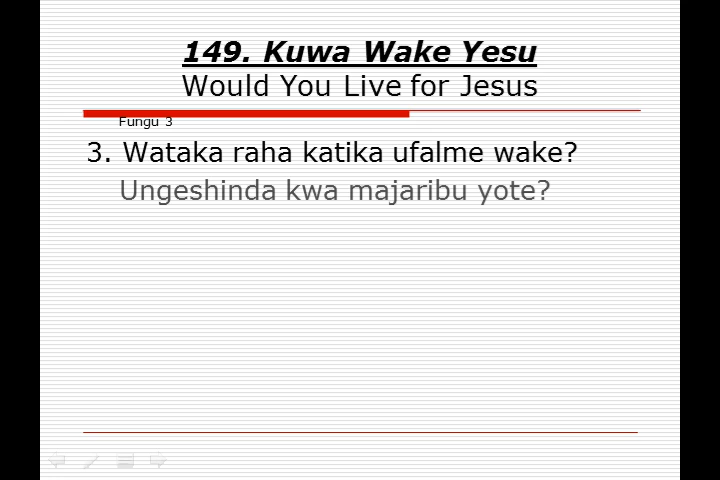 149. Kuwa Wake Yesu
Would You Live for Jesus
Fungu 3
3. Wataka raha katika ufalme wake?
Ungeshinda kwa majaribu yote?